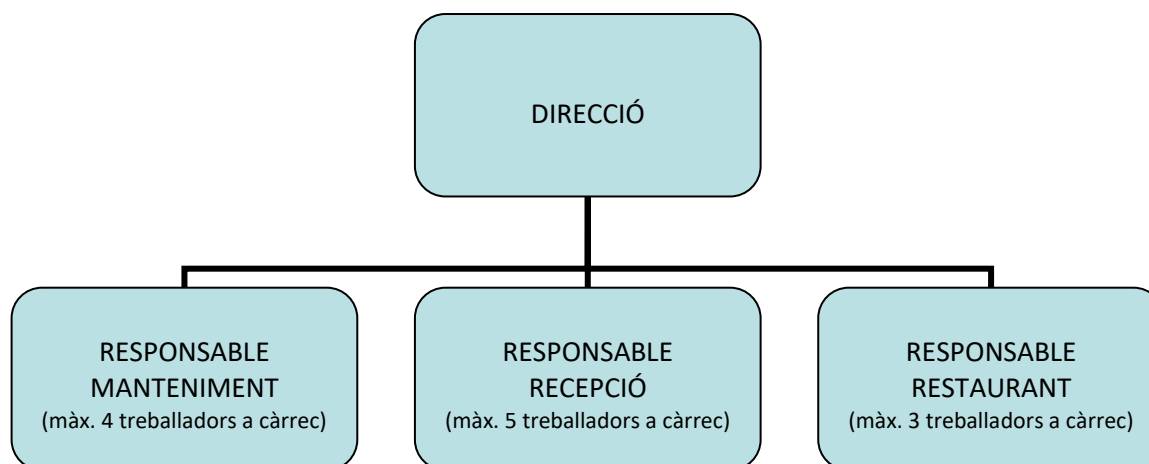 DIRECCIÓ
RESPONSABLE
MANTENIMENT
(màx. 4 treballadors a càrrec)
RESPONSABLE
RECEPCIÓ
(màx. 5 treballadors a càrrec)
RESPONSABLE
RESTAURANT
(màx. 3 treballadors a càrrec)